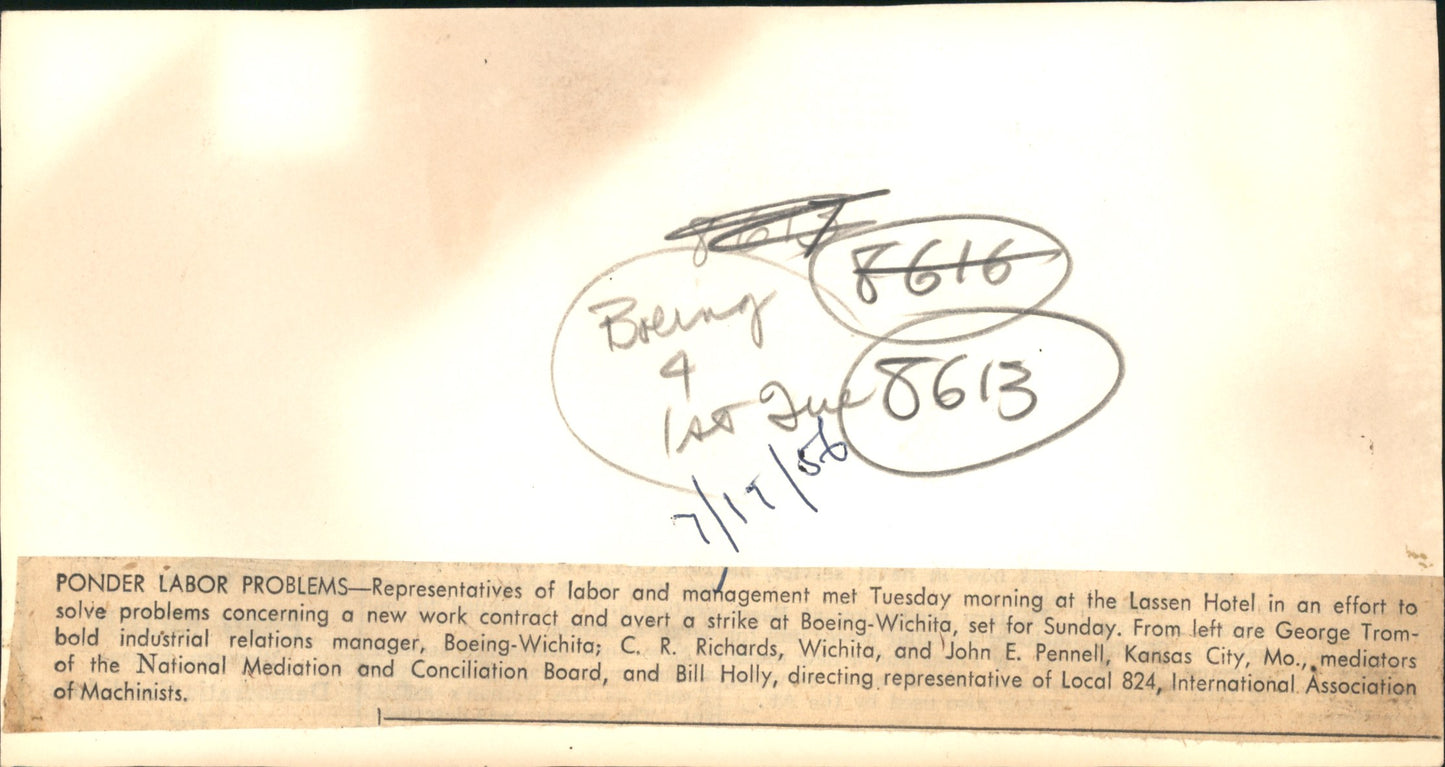 8613
8616
Boeing
4
1st Tue
8613
7/17/56
PONDER LABOR PROBLEMS—Representatives of labor and management met Tuesday morning at the Lassen Hotel in an effort to
solve problems concerning a new work contract and avert a strike at Boeing-Wichita, set for Sunday. From left are George Trom-
bold industrial relations manager, Boeing-Wichita; C. R. Richards, Wichita, and John E. Pennell, Kansas City, Mo., mediators
of the National Mediation and Conciliation Board, and Bill Holly, directing representative of Local 824, International Association
of Machinists.